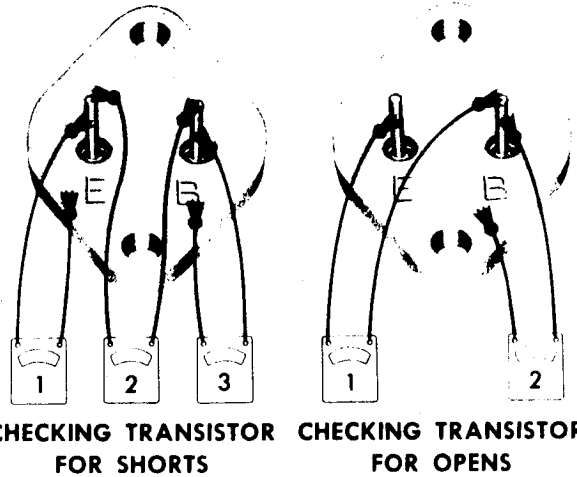 E B
E B
1 2 3
1 2
CHECKING TRANSISTOR
FOR SHORTS
CHECKING TRANSISTOR
FOR OPENS